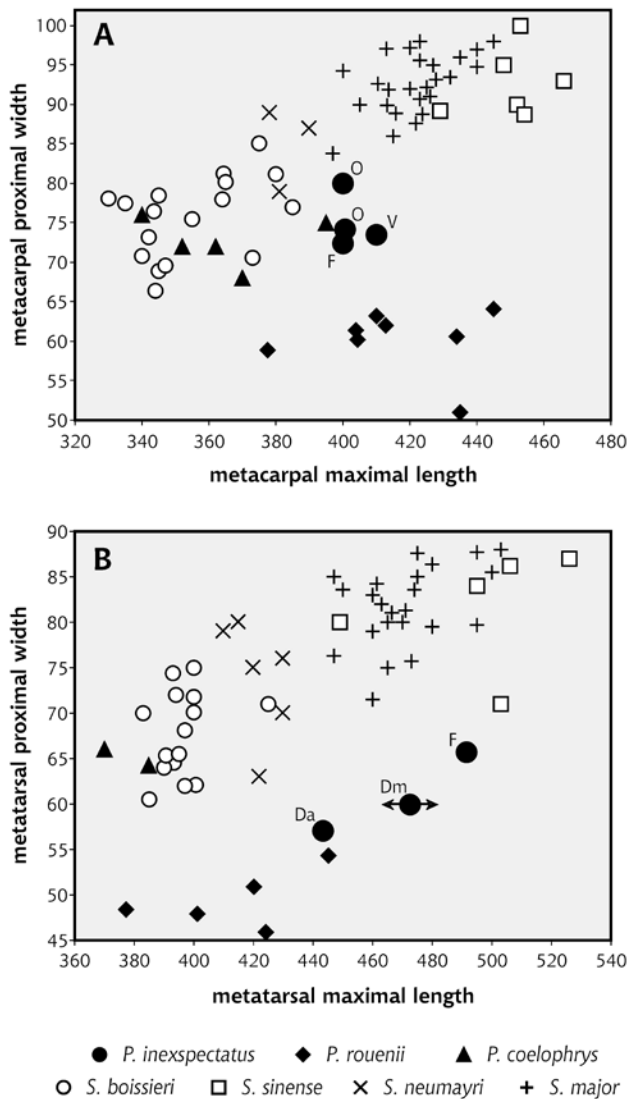 A
100
95
90
85
80
75
70
65
60
55
50
metacarpal proximal width
O
O
V
F
320 340 360 380 400 420 440 460 480
metacarpal maximal length
B
90
85
80
75
70
65
60
55
50
45
metatarsal proximal width
F
Dm
Da
360 380 400 420 440 460 480 500 520 540
metatarsal maximal length
P. inexspectatus P. rouenii P. coelophrys
S. boissieri S. sinense S. neumayri S. major